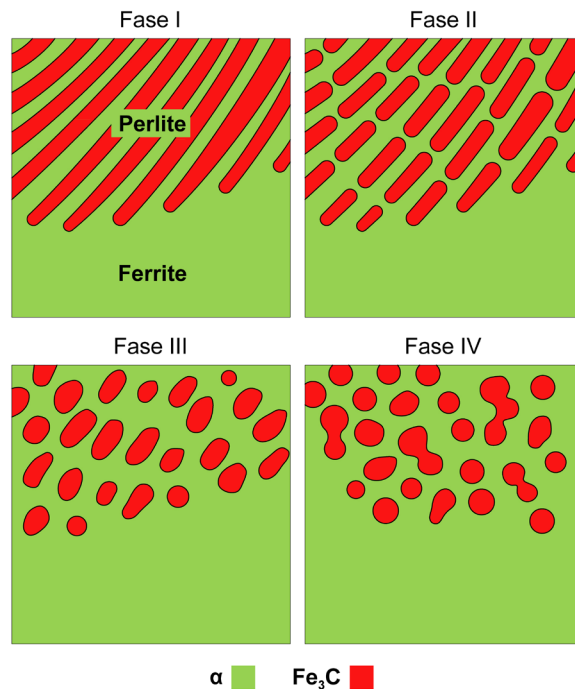 Fase I
Fase II
Perlite
Ferrite
Fase III
Fase IV
α
Fe₃C